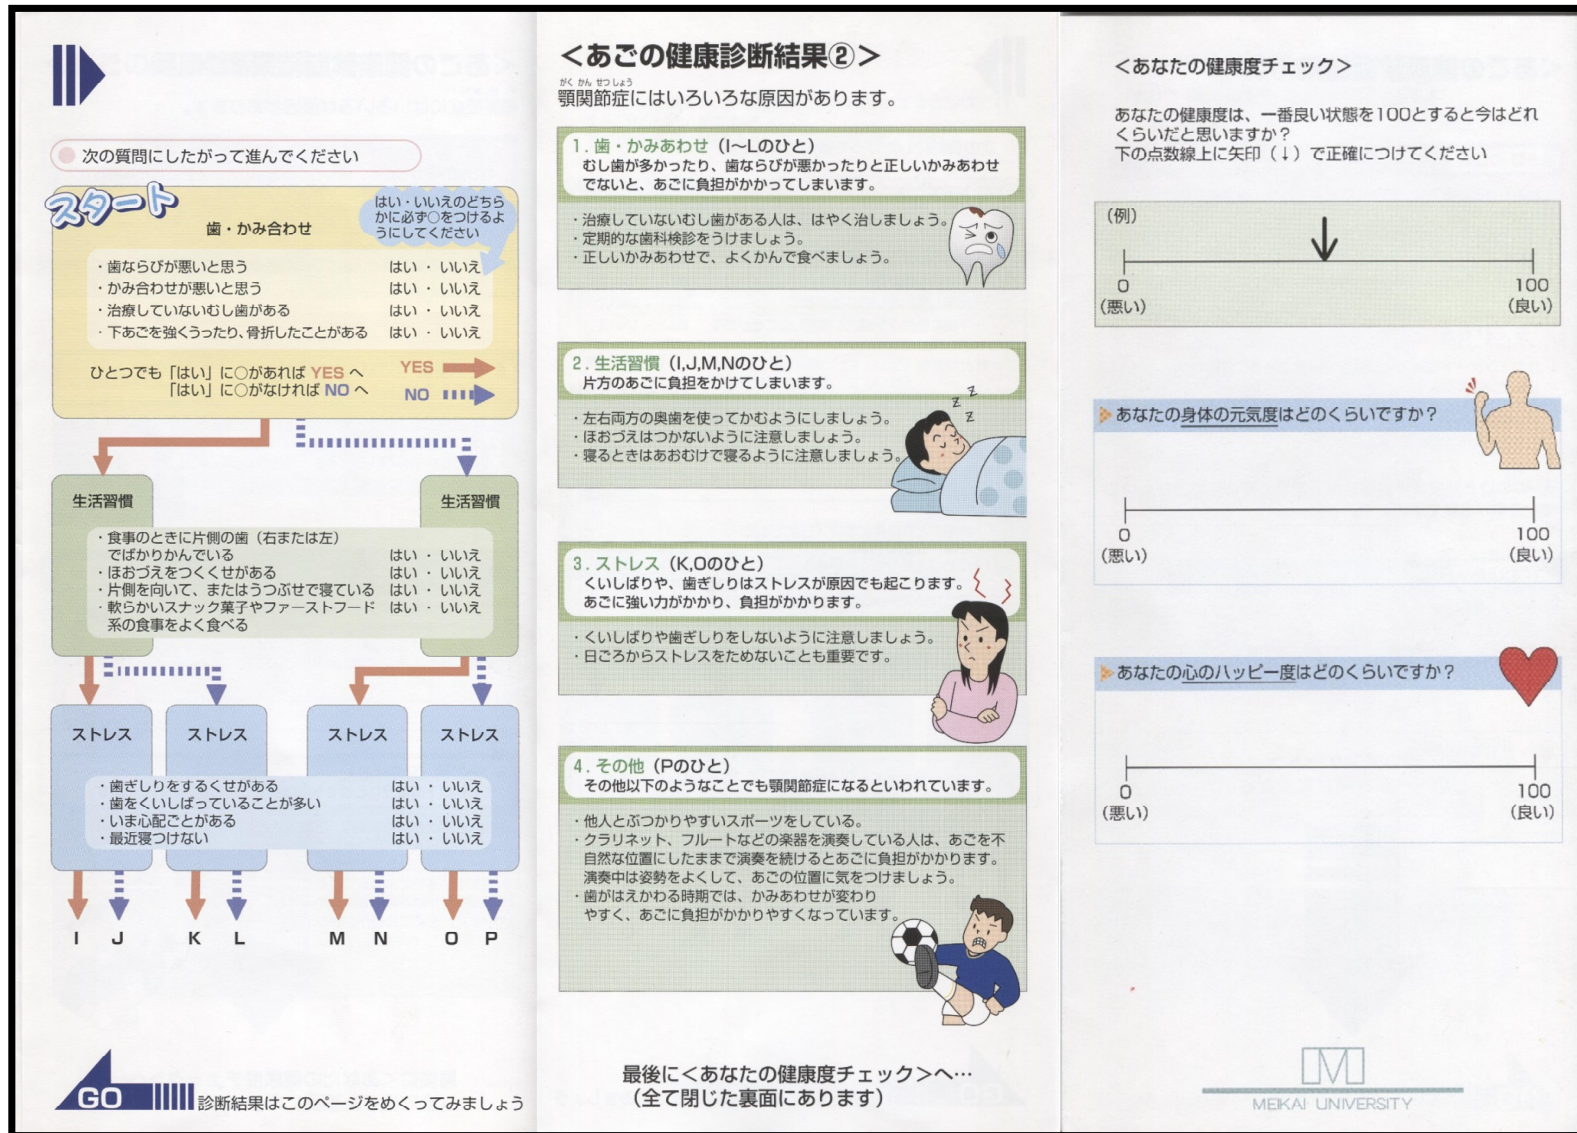 次の質問にしたがって進んでください
スタート
はい・いいえのどちら
かに必ず○をつけるよ
うにしてください
歯・かみ合わせ
・歯ならびが悪いと思う はい ・ いいえ
・かみ合わせが悪いと思う はい ・ いいえ
・治療していないむし歯がある はい ・ いいえ
・下あごを強くうったり、骨折したことがある はい ・ いいえ
ひとつでも「はい」に○があれば YES へ
「はい」に○がなければ NO へ
YES
NO
生活習慣 生活習慣
・食事のときに片側の歯（右または左）
でばかりかんでいる はい ・ いいえ
・ほおづえをつくくせがある はい ・ いいえ
・片側を向いて、またはうつぶせで寝ている はい ・ いいえ
・軟らかいスナック菓子やファーストフード はい ・ いいえ
系の食事をよく食べる
ストレス ストレス ストレス ストレス
・歯ぎしりをするくせがある はい ・ いいえ
・歯をくいしばっていることが多い はい ・ いいえ
・いま心配ごとがある はい ・ いいえ
・最近寝つけない はい ・ いいえ
I J K L M N O P
GO 診断結果はこのページをめくってみましょう
＜あごの健康診断結果②＞
がく かん せつ しょう
顎関節症にはいろいろな原因があります。
1．歯・かみあわせ（I〜Lのひと）
むし歯が多かったり、歯ならびが悪かったりと正しいかみあわせ
でないと、あごに負担がかかってしまいます。
・治療していないむし歯がある人は、はやく治しましょう。
・定期的な歯科検診をうけましょう。
・正しいかみあわせで、よくかんで食べましょう。
2．生活習慣（I,J,M,Nのひと）
片方のあごに負担をかけてしまいます。
・左右両方の奥歯を使ってかむようにしましょう。
・ほおづえはつかないように注意しましょう。
・寝るときはあおむけで寝るように注意しましょう。
z z z
3．ストレス（K,Oのひと）
くいしばりや、歯ぎしりはストレスが原因でも起こります。
あごに強い力がかかり、負担がかかります。
・くいしばりや歯ぎしりをしないように注意しましょう。
・日ごろからストレスをためないことも重要です。
4．その他（Pのひと）
その他以下のようなことでも顎関節症になるといわれています。
・他人とぶつかりやすいスポーツをしている。
・クラリネット、フルートなどの楽器を演奏している人は、あごを不
自然な位置にしたままで演奏を続けるとあごに負担がかかります。
演奏中は姿勢をよくして、あごの位置に気をつけましょう。
・歯がはえかわる時期では、かみあわせが変わり
やすく、あごに負担がかかりやすくなっています。
最後に＜あなたの健康度チェック＞へ…
（全て閉じた裏面にあります）
＜あなたの健康度チェック＞
あなたの健康度は、一番良い状態を100とすると今はどれ
くらいだと思いますか？
下の点数線上に矢印（↓）で正確につけてください
（例）
0 100
（悪い） （良い）
あなたの身体の元気度はどのくらいですか？
0 100
（悪い） （良い）
あなたの心のハッピー度はどのくらいですか？
0 100
（悪い） （良い）
M
MEIKAI UNIVERSITY